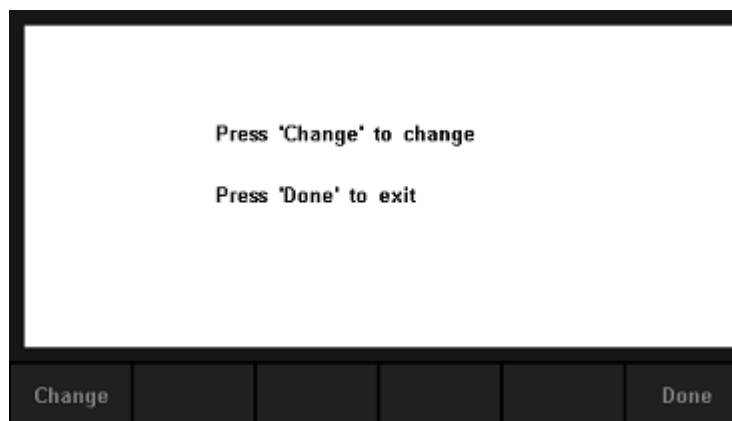 Press 'Change' to change
Press 'Done' to exit
Change
Done